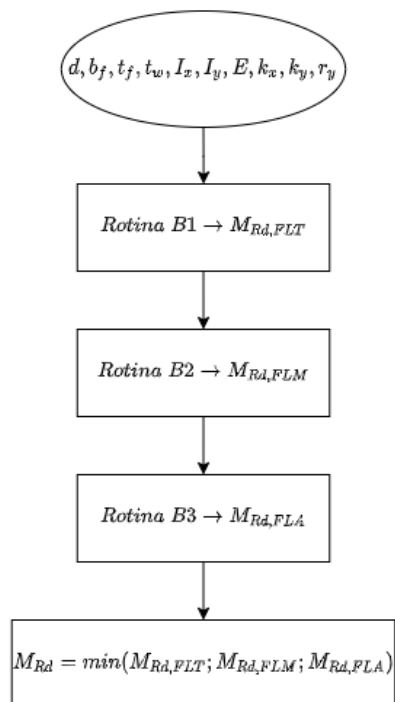 d, b_f, t_f, t_w, I_x, I_y, E, k_x, k_y, r_y
Rotina B1 → M_{Rd,FLT}
Rotina B2 → M_{Rd,FLM}
Rotina B3 → M_{Rd,FLA}
M_{Rd} = min(M_{Rd,FLT}; M_{Rd,FLM}; M_{Rd,FLA})